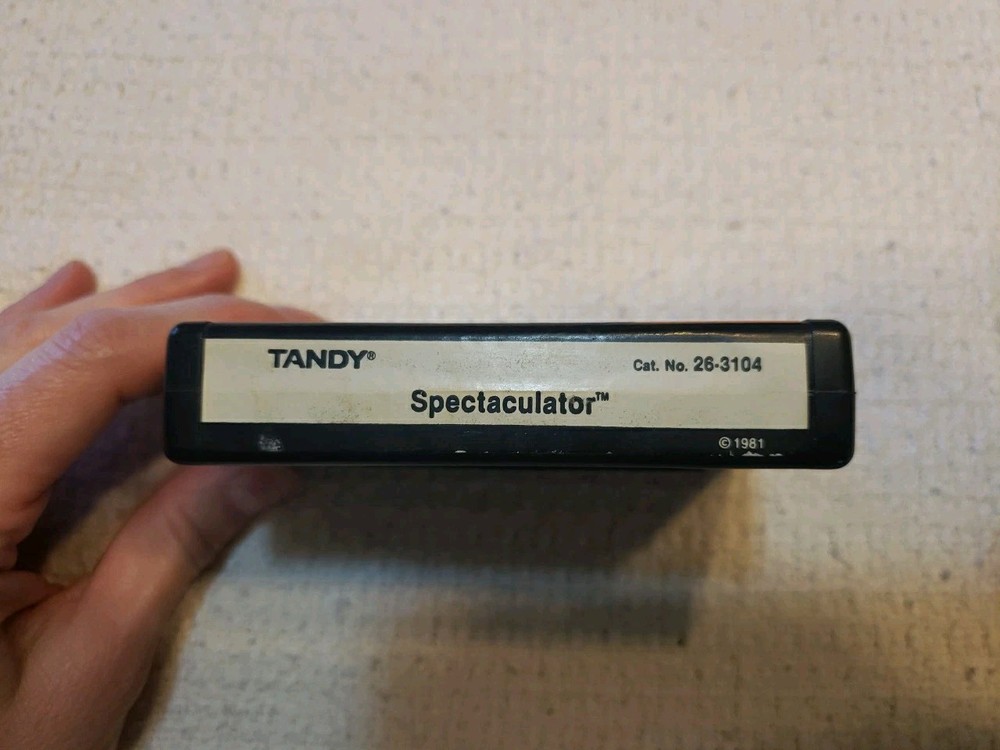 TANDY®
Cat. No. 26-3104
Spectaculator™
© 1981